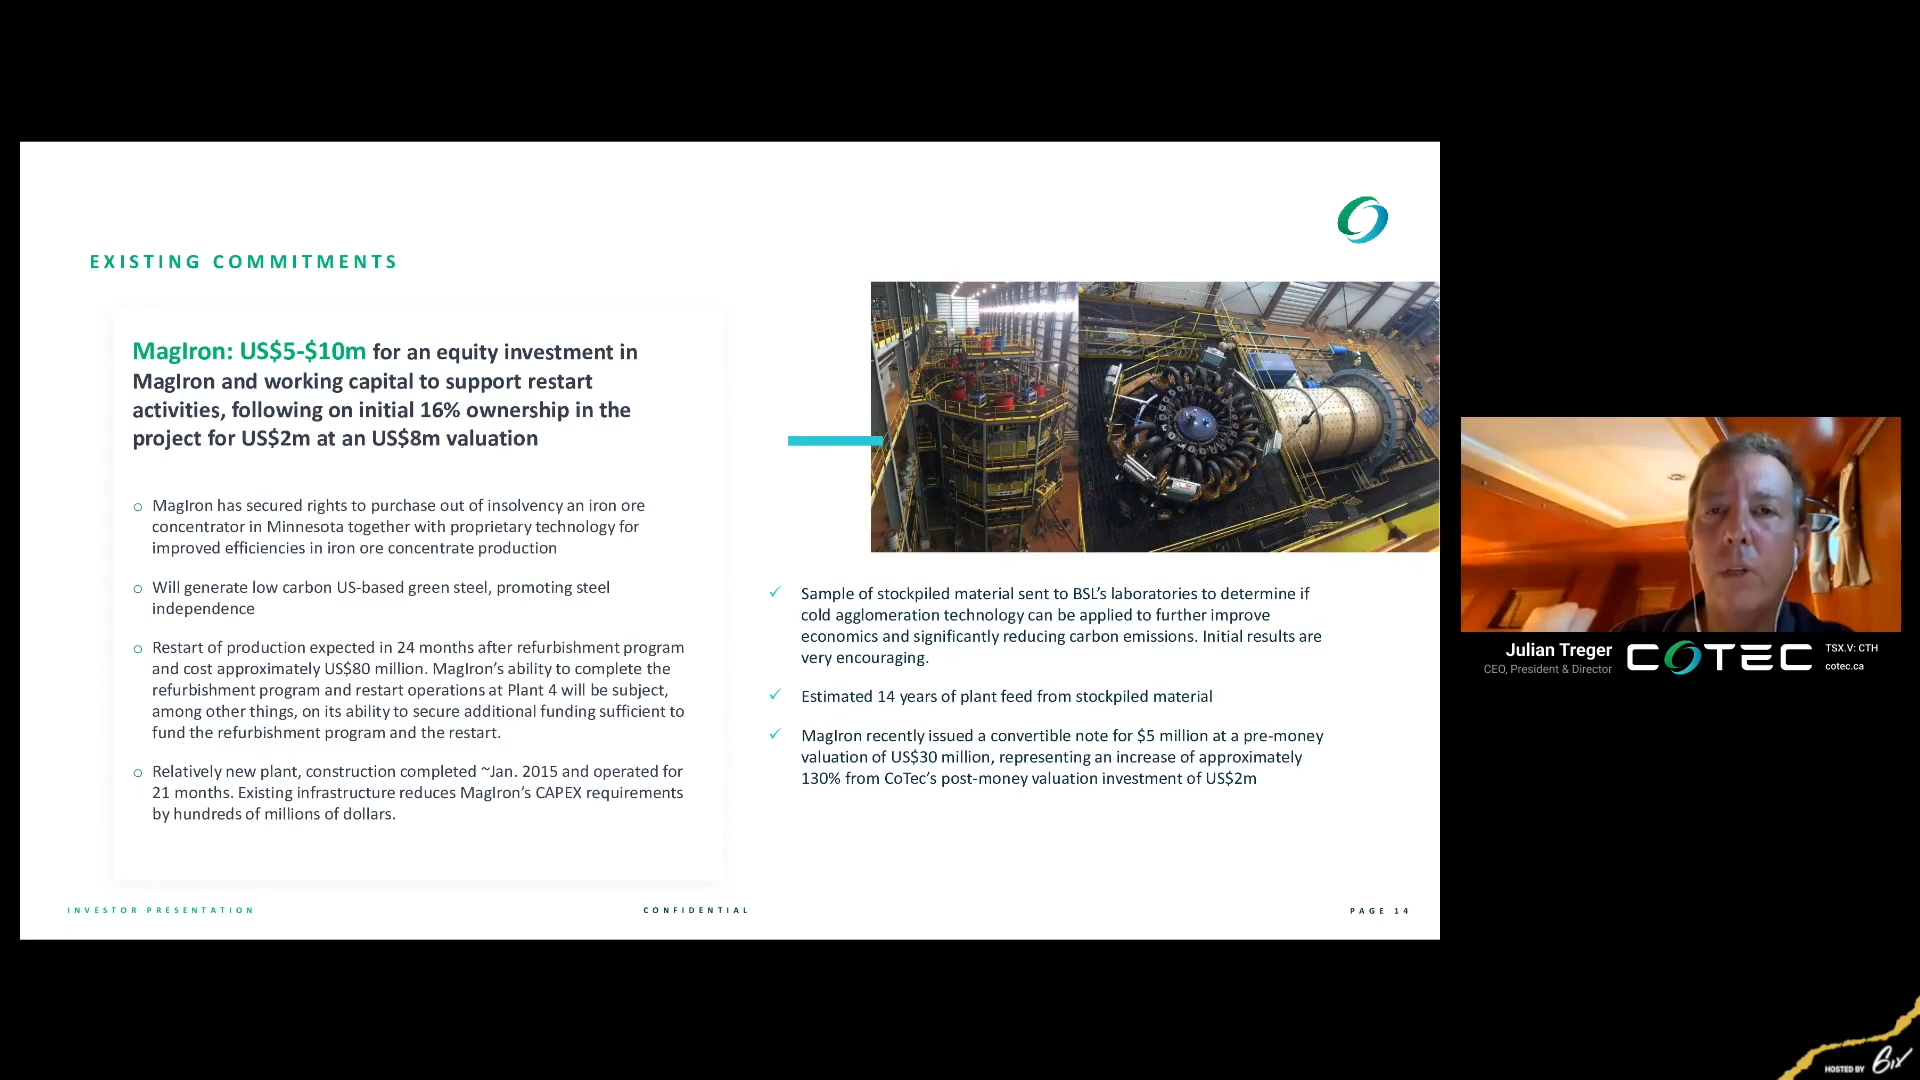 EXISTING COMMITMENTS
MagIron: US$5-$10m for an equity investment in
MagIron and working capital to support restart
activities, following on initial 16% ownership in the
project for US$2m at an US$8m valuation
MagIron has secured rights to purchase out of insolvency an iron ore
concentrator in Minnesota together with proprietary technology for
improved efficiencies in iron ore concentrate production
Will generate low carbon US-based green steel, promoting steel
independence
Restart of production expected in 24 months after refurbishment program
and cost approximately US$80 million. MagIron’s ability to complete the
refurbishment program and restart operations at Plant 4 will be subject,
among other things, on its ability to secure additional funding sufficient to
fund the refurbishment program and the restart.
Relatively new plant, construction completed ~Jan. 2015 and operated for
21 months. Existing infrastructure reduces MagIron’s CAPEX requirements
by hundreds of millions of dollars.
Sample of stockpiled material sent to BSL’s laboratories to determine if
cold agglomeration technology can be applied to further improve
economics and significantly reducing carbon emissions. Initial results are
very encouraging.
Estimated 14 years of plant feed from stockpiled material
MagIron recently issued a convertible note for $5 million at a pre-money
valuation of US$30 million, representing an increase of approximately
130% from CoTec’s post-money valuation investment of US$2m
INVESTOR PRESENTATION
CONFIDENTIAL
PAGE 14
Julian Treger
CEO, President & Director
COTEC
TSX.V: CTH
cotec.ca
HOSTED BY 6ix